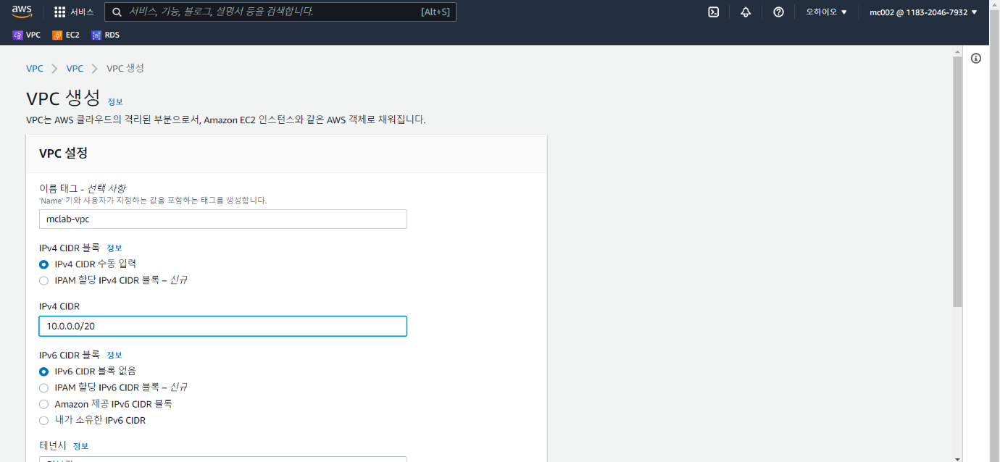 aws 서비스 서비스, 기능, 블로그, 설명서 등을 검색합니다. [Alt+S] 오하이오 ▼ mc002 @ 1183-2046-7932 ▼
VPC EC2 RDS
VPC > VPC > VPC 생성
VPC 생성 정보
VPC는 AWS 클라우드의 격리된 부분으로서, Amazon EC2 인스턴스와 같은 AWS 객체로 채워집니다.
VPC 설정
이름 태그 - 선택 사항
'Name' 키와 사용자가 지정하는 값을 포함하는 태그를 생성합니다.
mclab-vpc
IPv4 CIDR 블록 정보
IPv4 CIDR 수동 입력
IPAM 할당 IPv4 CIDR 블록 – 신규
IPv4 CIDR
10.0.0.0/20
IPv6 CIDR 블록 정보
IPv6 CIDR 블록 없음
IPAM 할당 IPv6 CIDR 블록 – 신규
Amazon 제공 IPv6 CIDR 블록
내가 소유한 IPv6 CIDR
테넌시 정보